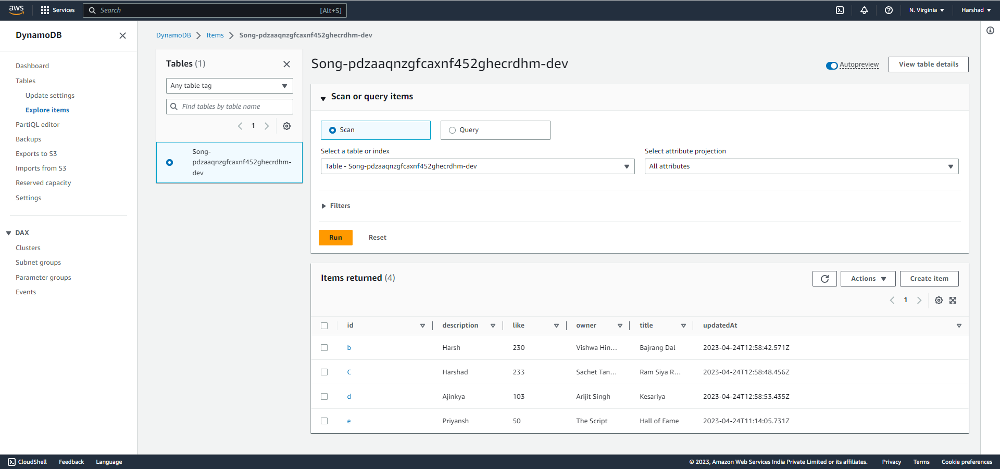 aws
Services
Search
[Alt+S]
N. Virginia
Harshad
DynamoDB
Dashboard
Tables
Update settings
Explore items
PartiQL editor
Backups
Exports to S3
Imports from S3
Reserved capacity
Settings
DAX
Clusters
Subnet groups
Parameter groups
Events
DynamoDB Items Song-pdzaaqnzgfcaxnf452ghecrdhm-dev
Tables (1)
Any table tag
Find tables by table name
1
Song-
pdzaaqnzgfcaxnf452ghecrdhm-
dev
Song-pdzaaqnzgfcaxnf452ghecrdhm-dev
Autopreview
View table details
Scan or query items
Scan
Query
Select a table or index
Table - Song-pdzaaqnzgfcaxnf452ghecrdhm-dev
Select attribute projection
All attributes
Filters
Run
Reset
Items returned (4)
Actions
Create item
1
id description like owner title updatedAt
b Harsh 230 Vishwa Hin... Bajrang Dal 2023-04-24T12:58:42.571Z
C Harshad 233 Sachet Tan... Ram Siya R... 2023-04-24T12:58:48.456Z
d Ajinkya 103 Arijit Singh Kesariya 2023-04-24T12:58:53.435Z
e Priyansh 50 The Script Hall of Fame 2023-04-24T11:14:05.731Z
CloudShell
Feedback
Language
© 2023, Amazon Web Services India Private Limited or its affiliates.
Privacy
Terms
Cookie preferences